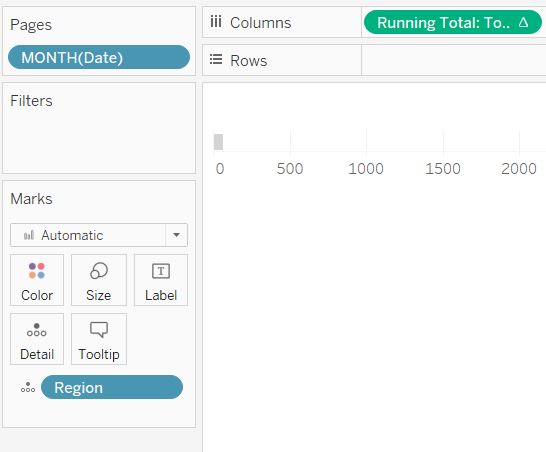 Pages
MONTH(Date)
Columns
Running Total: To..
Rows
Filters
Marks
Automatic
Color
Size
Label
Detail
Tooltip
Region
0 500 1000 1500 2000